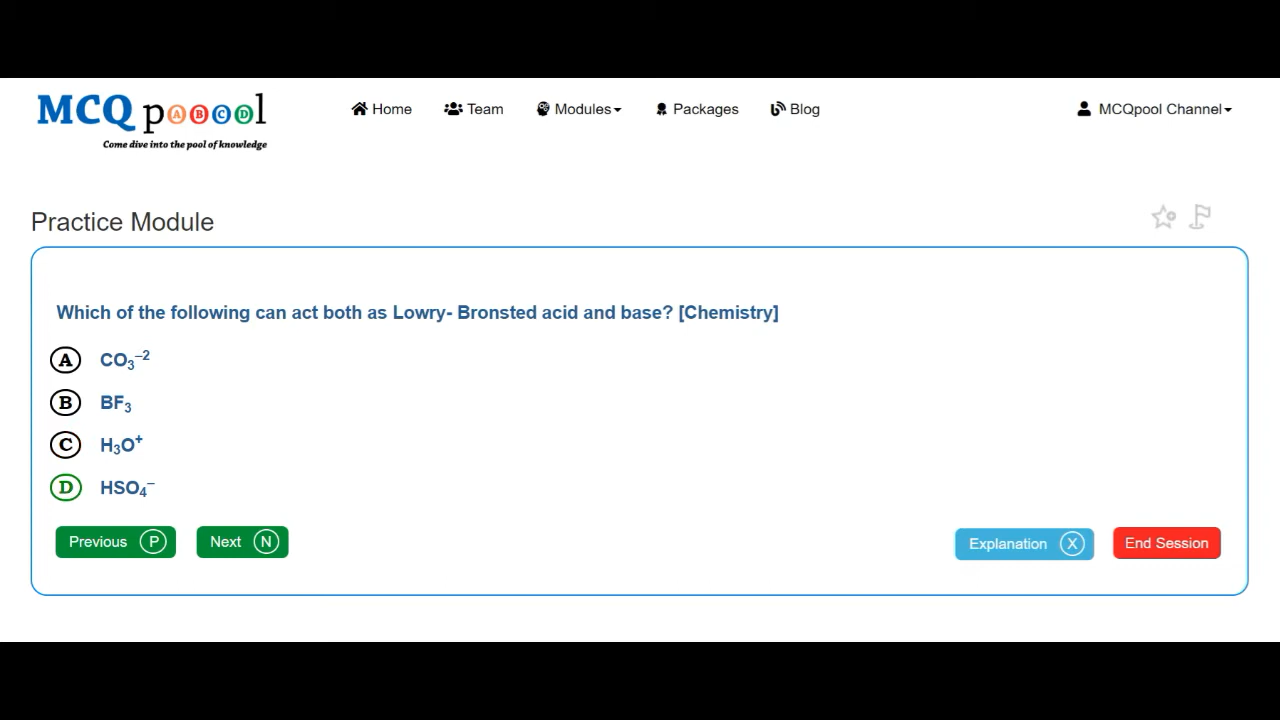 MCQ pABCDl
Come dive into the pool of knowledge
Home Team Modules Packages Blog MCQpool Channel
Practice Module
Which of the following can act both as Lowry- Bronsted acid and base? [Chemistry]
A CO₃⁻²
B BF₃
C H₃O⁺
D HSO₄⁻
Previous P Next N Explanation X End Session